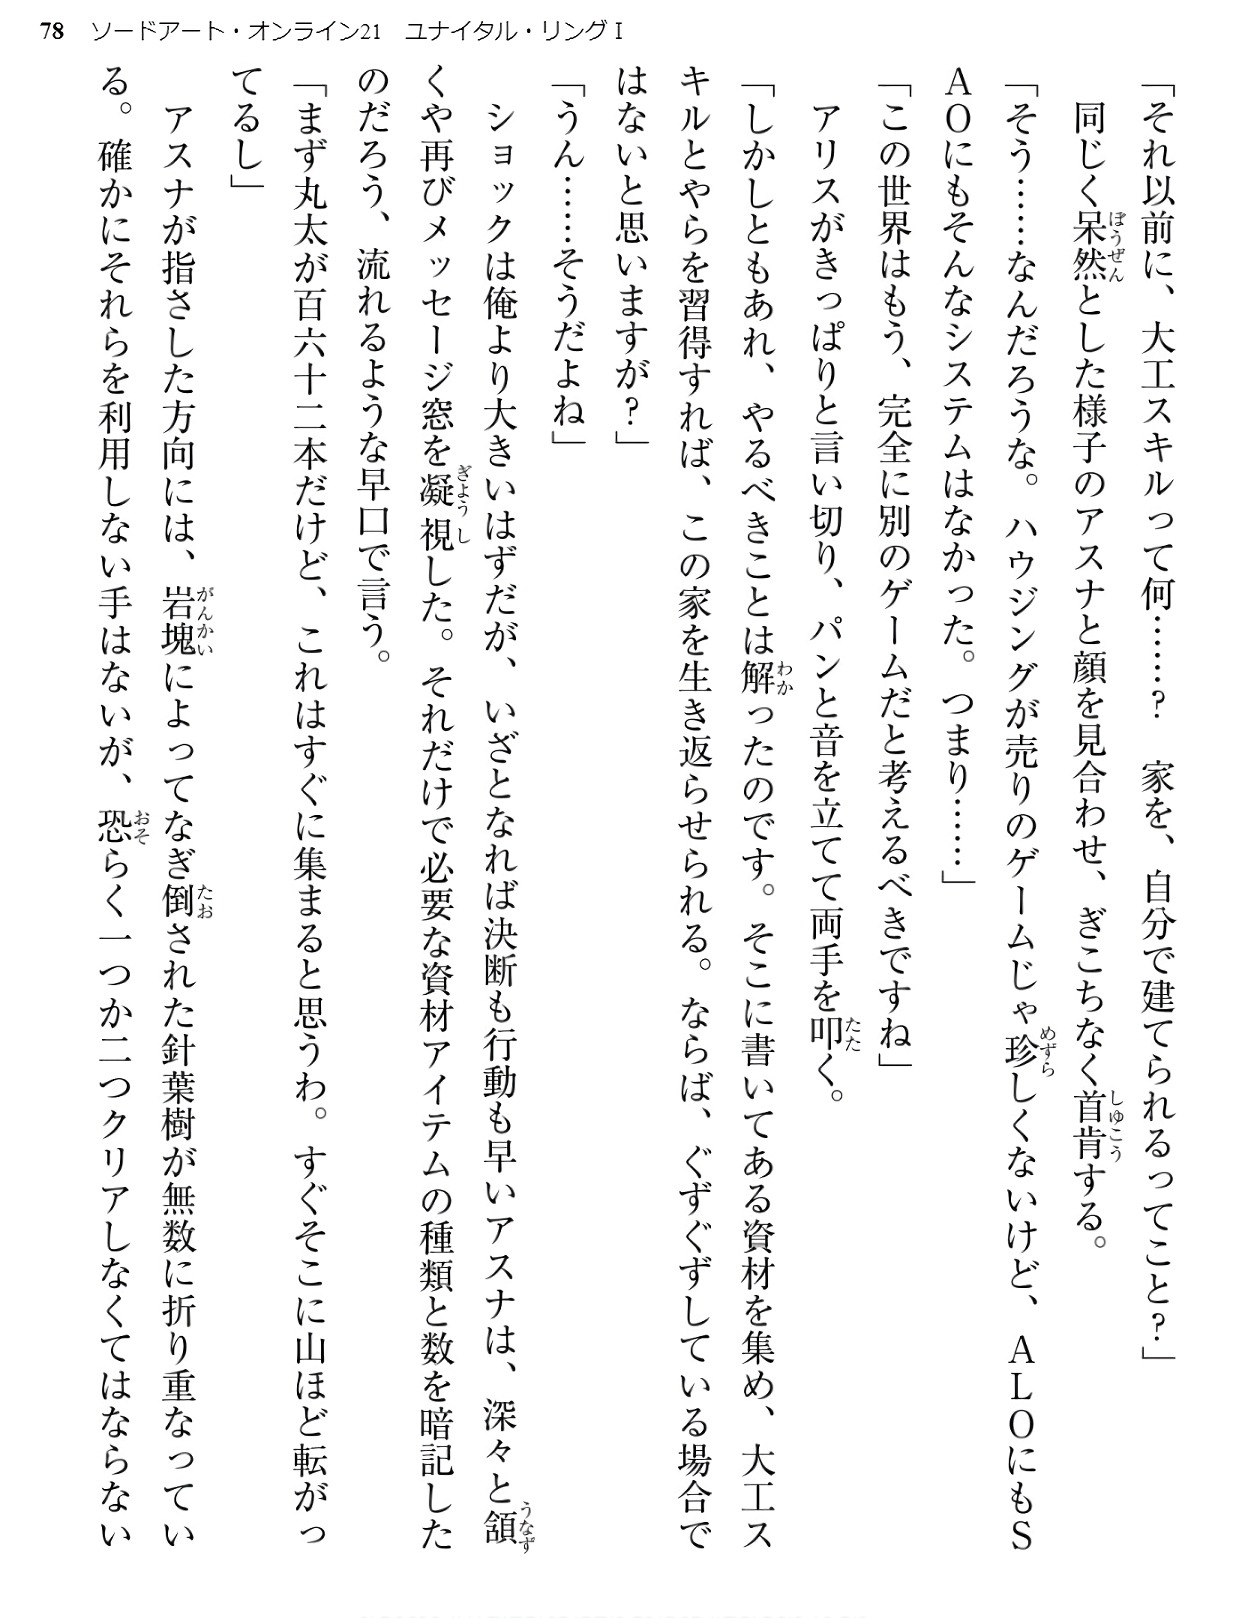 78 ソードアート・オンライン21　ユナイタル・リングⅠ
「それ以前に、大工スキルって何……？　家を、自分で建てられるってこと？」
　同じく呆然とした様子のアスナと顔を見合わせ、ぎこちなく首肯する。
「そう……なんだろうな。ハウジングが売りのゲームじゃ珍しくないけど、ＡＬＯにもＳ
ＡＯにもそんなシステムはなかった。つまり……」
「この世界はもう、完全に別のゲームだと考えるべきですね」
　アリスがきっぱりと言い切り、パンと音を立てて両手を叩く。
「しかしともあれ、やるべきことは解ったのです。そこに書いてある資材を集め、大工ス
キルとやらを習得すれば、この家を生き返らせられる。ならば、ぐずぐずしている場合で
はないと思いますが？」
「うん……そうだよね」
　ショックは俺より大きいはずだが、いざとなれば決断も行動も早いアスナは、深々と頷
くや再びメッセージ窓を凝視した。それだけで必要な資材アイテムの種類と数を暗記した
のだろう、流れるような早口で言う。
「まず丸太が百六十二本だけど、これはすぐに集まると思うわ。すぐそこに山ほど転がっ
てるし」
　アスナが指さした方向には、岩塊によってなぎ倒された針葉樹が無数に折り重なってい
る。確かにそれらを利用しない手はないが、恐らく一つか二つクリアしなくてはならない